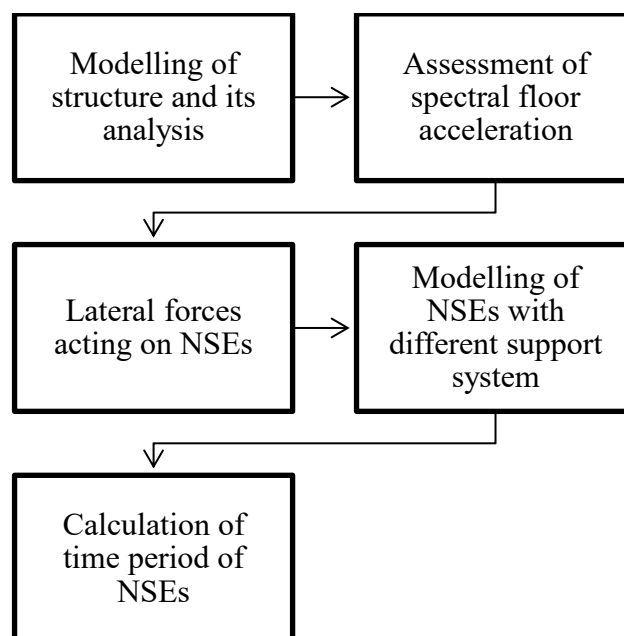 Modelling of
structure and its
analysis
Assessment of
spectral floor
acceleration
Lateral forces
acting on NSEs
Modelling of
NSEs with
different support
system
Calculation of
time period of
NSEs